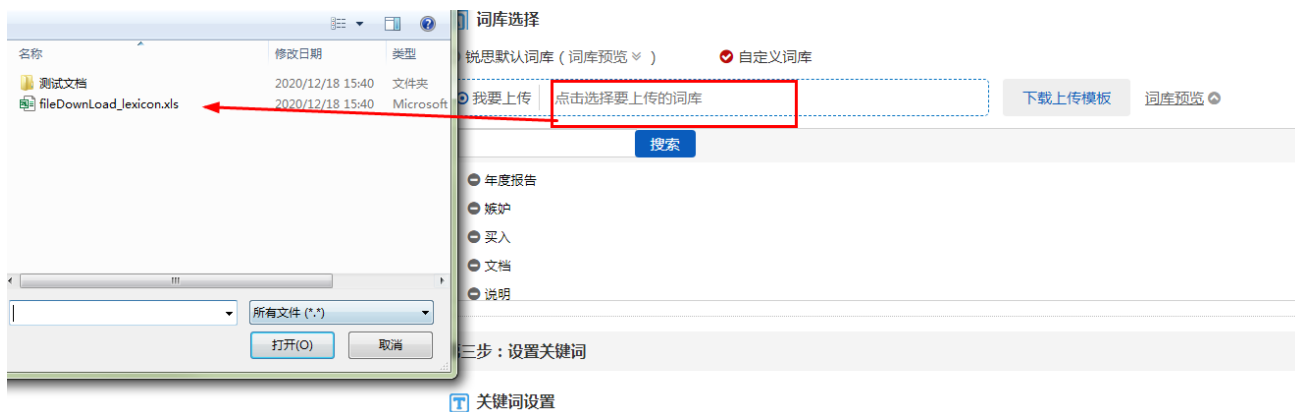 词库选择
锐思默认词库 ( 词库预览 ) 自定义词库
我要上传 点击选择要上传的词库 下载上传模板 词库预览
搜索
年度报告
嫉妒
买入
文档
说明
三步：设置关键词
关键词设置
名称 修改日期 类型
测试文档 2020/12/18 15:40 文件夹
fileDownLoad_lexicon.xls 2020/12/18 15:40 Microsoft
所有文件 (*.*)
打开(O) 取消